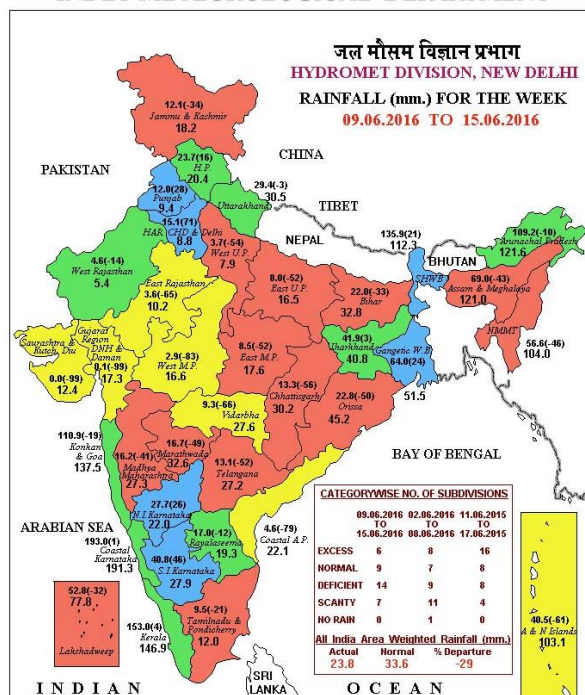 जल मौसम विज्ञान प्रभाग
HYDROMET DIVISION, NEW DELHI
RAINFALL (mm.) FOR THE WEEK
09.06.2016 TO 15.06.2016
12.1(-34)
Jammu & Kashmir
18.2
CHINA
PAKISTAN
23.7(16)
H.P.
20.4
12.0(28)
Punjab
9.4
29.4(-3)
30.5
Uttarakhand
TIBET
15.1(71)
HAR. CHD & Delhi
8.8
NEPAL
3.7(-54)
West U.P.
7.9
135.9(21)
112.3
SHWB
BHUTAN
109.2(-10)
Arunachal Pradesh
121.6
4.6(-14)
West Rajasthan
5.4
East Rajasthan
3.6(-65)
10.2
8.0(-52)
East U.P.
16.5
22.0(-33)
Bihar
32.8
69.0(-43)
Assam & Meghalaya
121.0
NMMT
56.6(-46)
104.0
Gujarat
Region
DNH &
Daman
0.1(-99)
17.3
Saurashtra &
Kutch, Diu
0.0(-99)
12.4
2.9(-83)
West M.P.
16.6
8.5(-52)
East M.P.
17.6
41.9(3)
Jharkhand
40.8
Gangetic W.B.
64.0(24)
51.5
13.3(-56)
Chhattisgarh
30.2
22.8(-50)
Orissa
45.2
9.3(-66)
Vidarbha
27.6
110.9(-19)
Konkan
& Goa
137.5
16.2(-41)
Madhya
Maharashtra
27.3
16.7(-49)
Marathwada
32.6
13.1(-52)
Telangana
27.2
BAY OF BENGAL
ARABIAN SEA
27.7(26)
N.I.Karnataka
22.0
17.0(-12)
Rayalaseema
19.3
4.6(-79)
Coastal A.P.
22.1
193.0(1)
Coastal
Karnataka
191.3
40.8(46)
S.I.Karnataka
27.9
52.8(-32)
77.8
Lakshadweep
153.0(4)
Kerala
146.9
9.5(-21)
Tamilnadu &
Pondicherry
12.0
40.5(-61)
A & N Islands
103.1
CATEGORYWISE NO. OF SUBDIVISIONS
09.06.2016 02.06.2016 11.06.2015
TO TO TO
15.06.2016 08.06.2016 17.06.2015
EXCESS 6 8 16
NORMAL 9 7 8
DEFICIENT 14 9 8
SCANTY 7 11 4
NO RAIN 0 1 0
All India Area Weighted Rainfall (mm.)
Actual Normal % Departure
23.8 33.6 -29
SRI
LANKA
INDIAN OCEAN